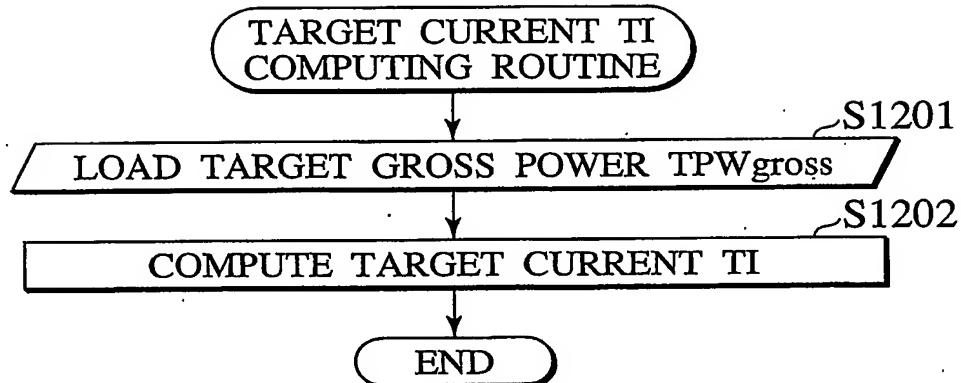 TARGET CURRENT TI
COMPUTING ROUTINE
S1201
LOAD TARGET GROSS POWER TPWgross
S1202
COMPUTE TARGET CURRENT TI
END